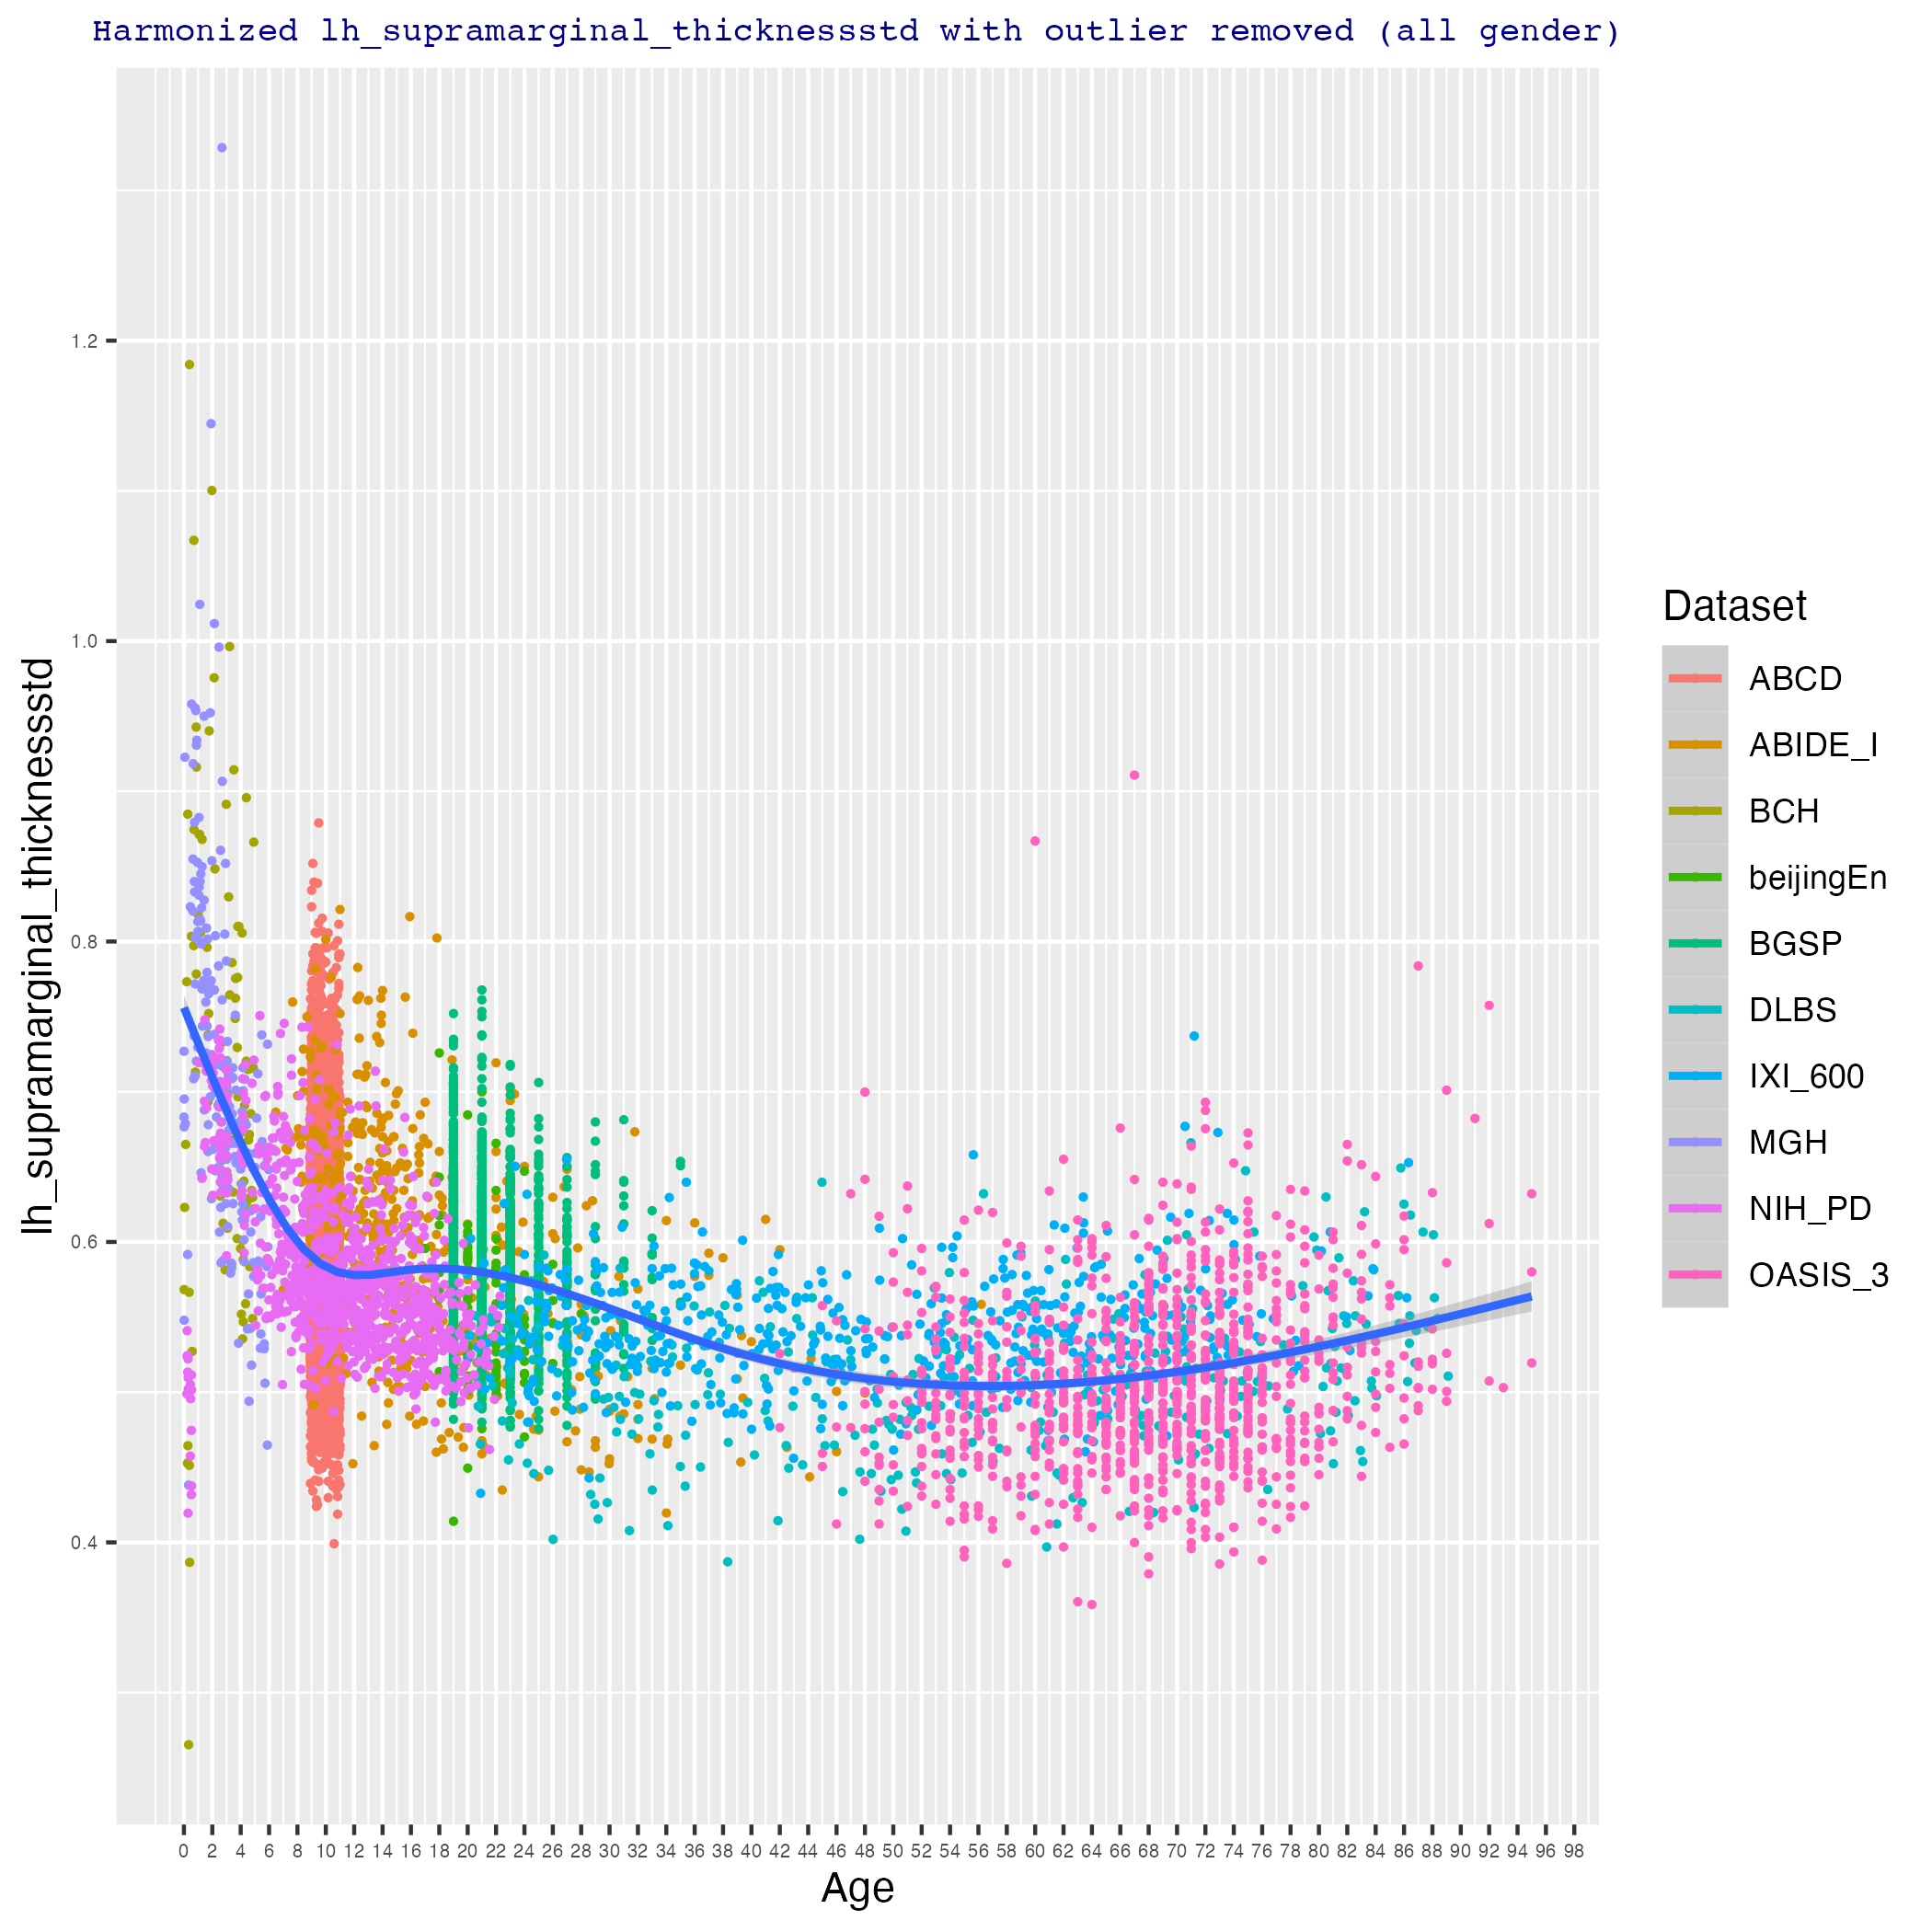 Harmonized lh_supramarginal_thicknessstd with outlier removed (all gender)
lh_supramarginal_thicknessstd
1.2
1.0
0.8
0.6
0.4
0 2 4 6 8 10 12 14 16 18 20 22 24 26 28 30 32 34 36 38 40 42 44 46 48 50 52 54 56 58 60 62 64 66 68 70 72 74 76 78 80 82 84 86 88 90 92 94 96 98
Age
Dataset
ABCD
ABIDE_I
BCH
beijingEn
BGSP
DLBS
IXI_600
MGH
NIH_PD
OASIS_3